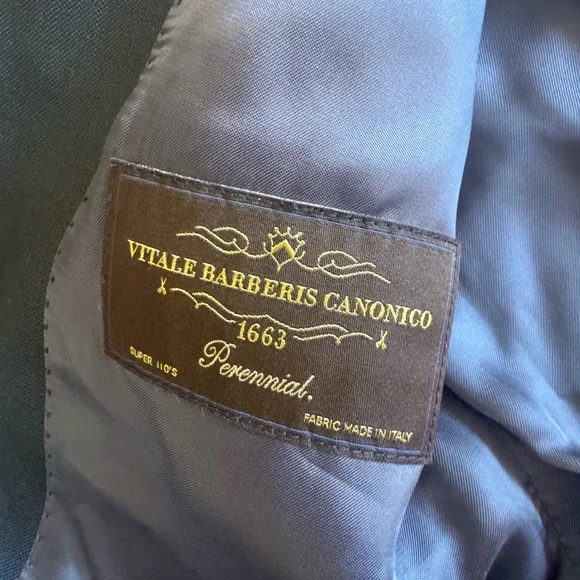 VITALE BARBERIS CANONICO
1663
Perennial.
SUPER 110'S
FABRIC MADE IN ITALY